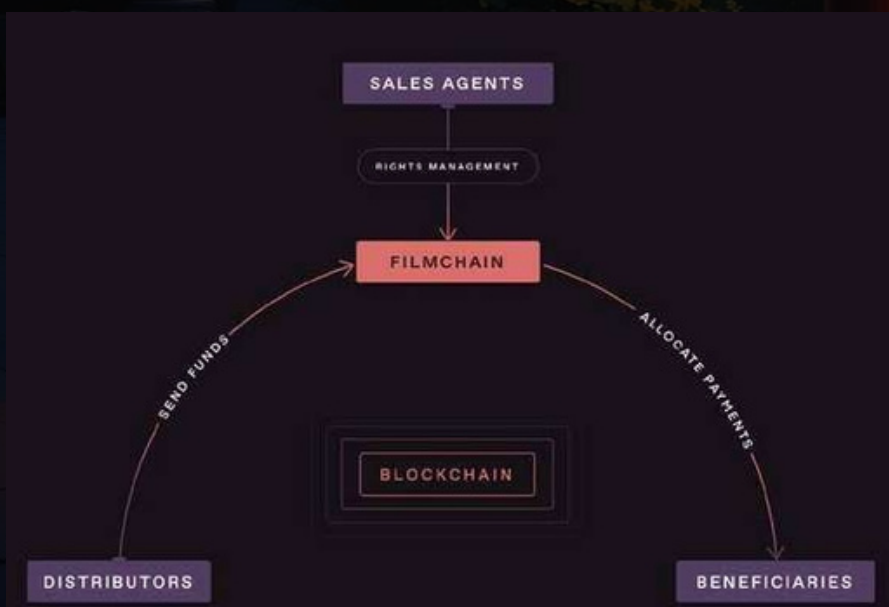 SALES AGENTS
RIGHTS MANAGEMENT
FILMCHAIN
SEND FUNDS
ALLOCATE PAYMENTS
BLOCKCHAIN
DISTRIBUTORS
BENEFICIARIES